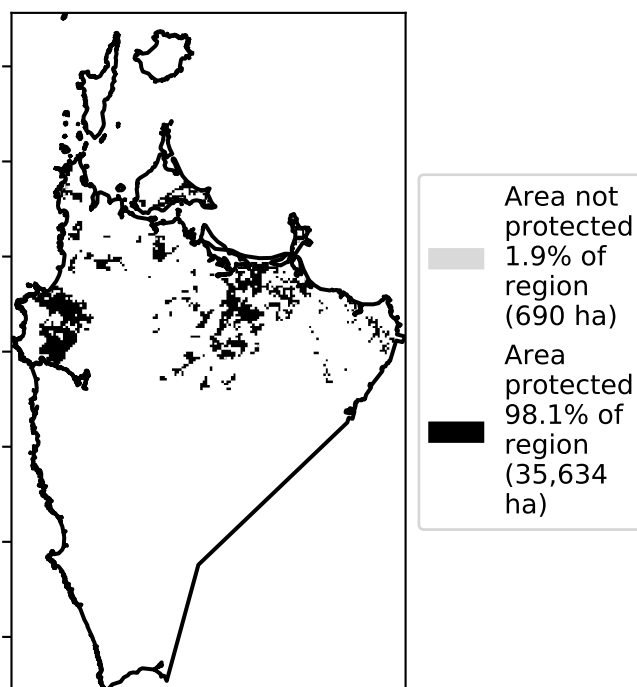 Area not
protected
1.9% of
region
(690 ha)
Area
protected
98.1% of
region
(35,634
ha)